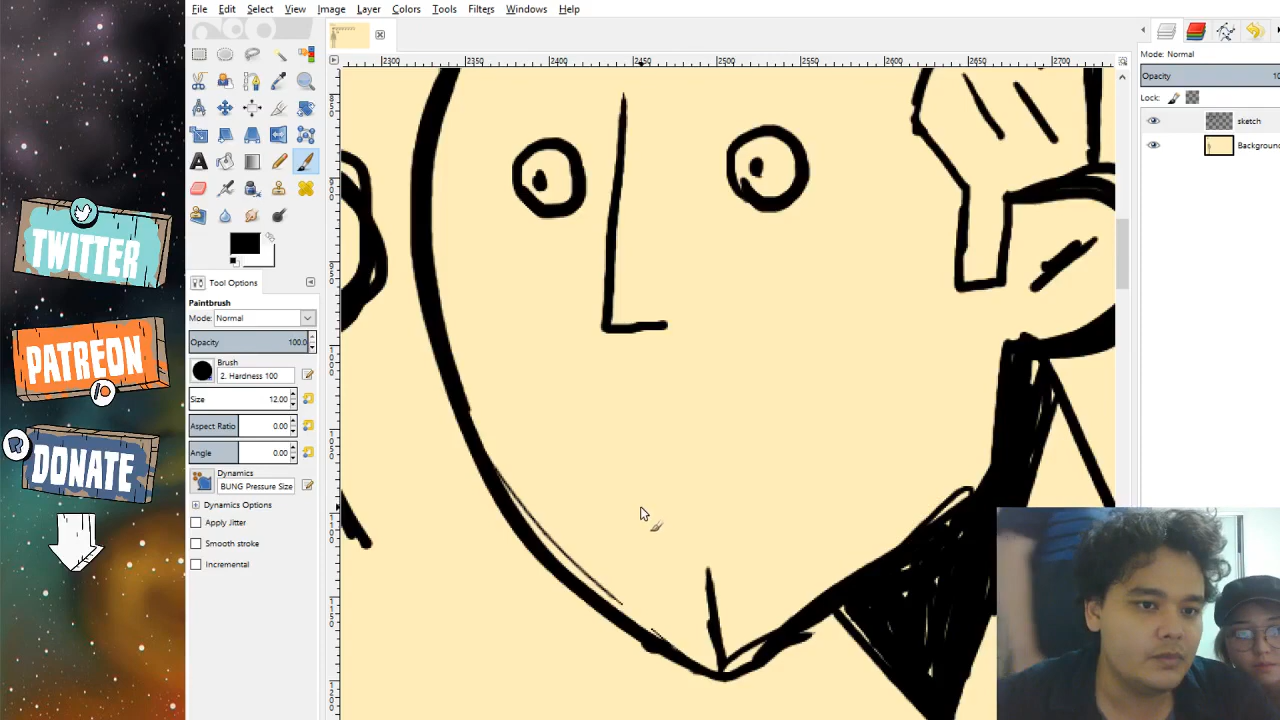 File Edit Select View Image Layer Colors Tools Filters Windows Help
2300 2350 2400 2450 2500 2550 2600 2650 2700
Mode: Normal
Opacity 10
Lock:
sketch
Backgroun
TWITTER
PATREON
DONATE
Tool Options
Paintbrush
Mode: Normal
Opacity 100.0
Brush
2. Hardness 100
Size 12.00
Aspect Ratio 0.00
Angle 0.00
Dynamics
BUNG Pressure Size
Dynamics Options
Apply Jitter
Smooth stroke
Incremental